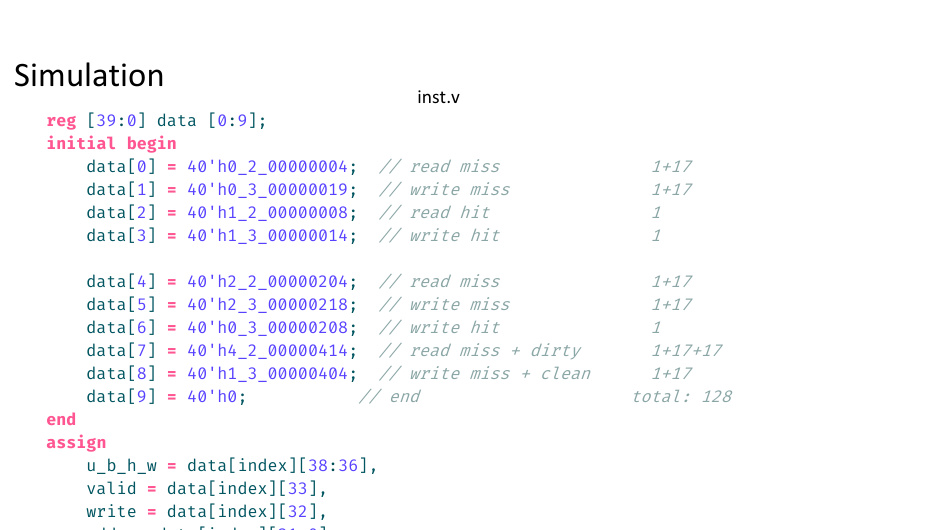 Simulation
inst.v
reg [39:0] data [0:9];
initial begin
data[0] = 40'h0_2_00000004; // read miss 1+17
data[1] = 40'h0_3_00000019; // write miss 1+17
data[2] = 40'h1_2_00000008; // read hit 1
data[3] = 40'h1_3_00000014; // write hit 1
data[4] = 40'h2_2_00000204; // read miss 1+17
data[5] = 40'h2_3_00000218; // write miss 1+17
data[6] = 40'h0_3_00000208; // write hit 1
data[7] = 40'h4_2_00000414; // read miss + dirty 1+17+17
data[8] = 40'h1_3_00000404; // write miss + clean 1+17
data[9] = 40'h0; // end total: 128
end
assign
u_b_h_w = data[index][38:36],
valid = data[index][33],
write = data[index][32],